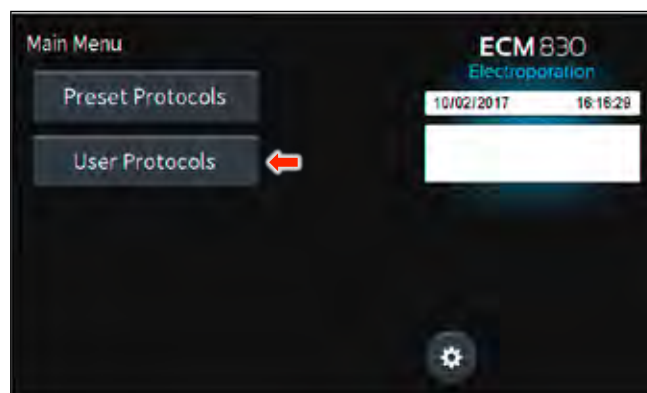 Main Menu
Preset Protocols
User Protocols
ECM 830
Electroporation
10/02/2017 16:16:29